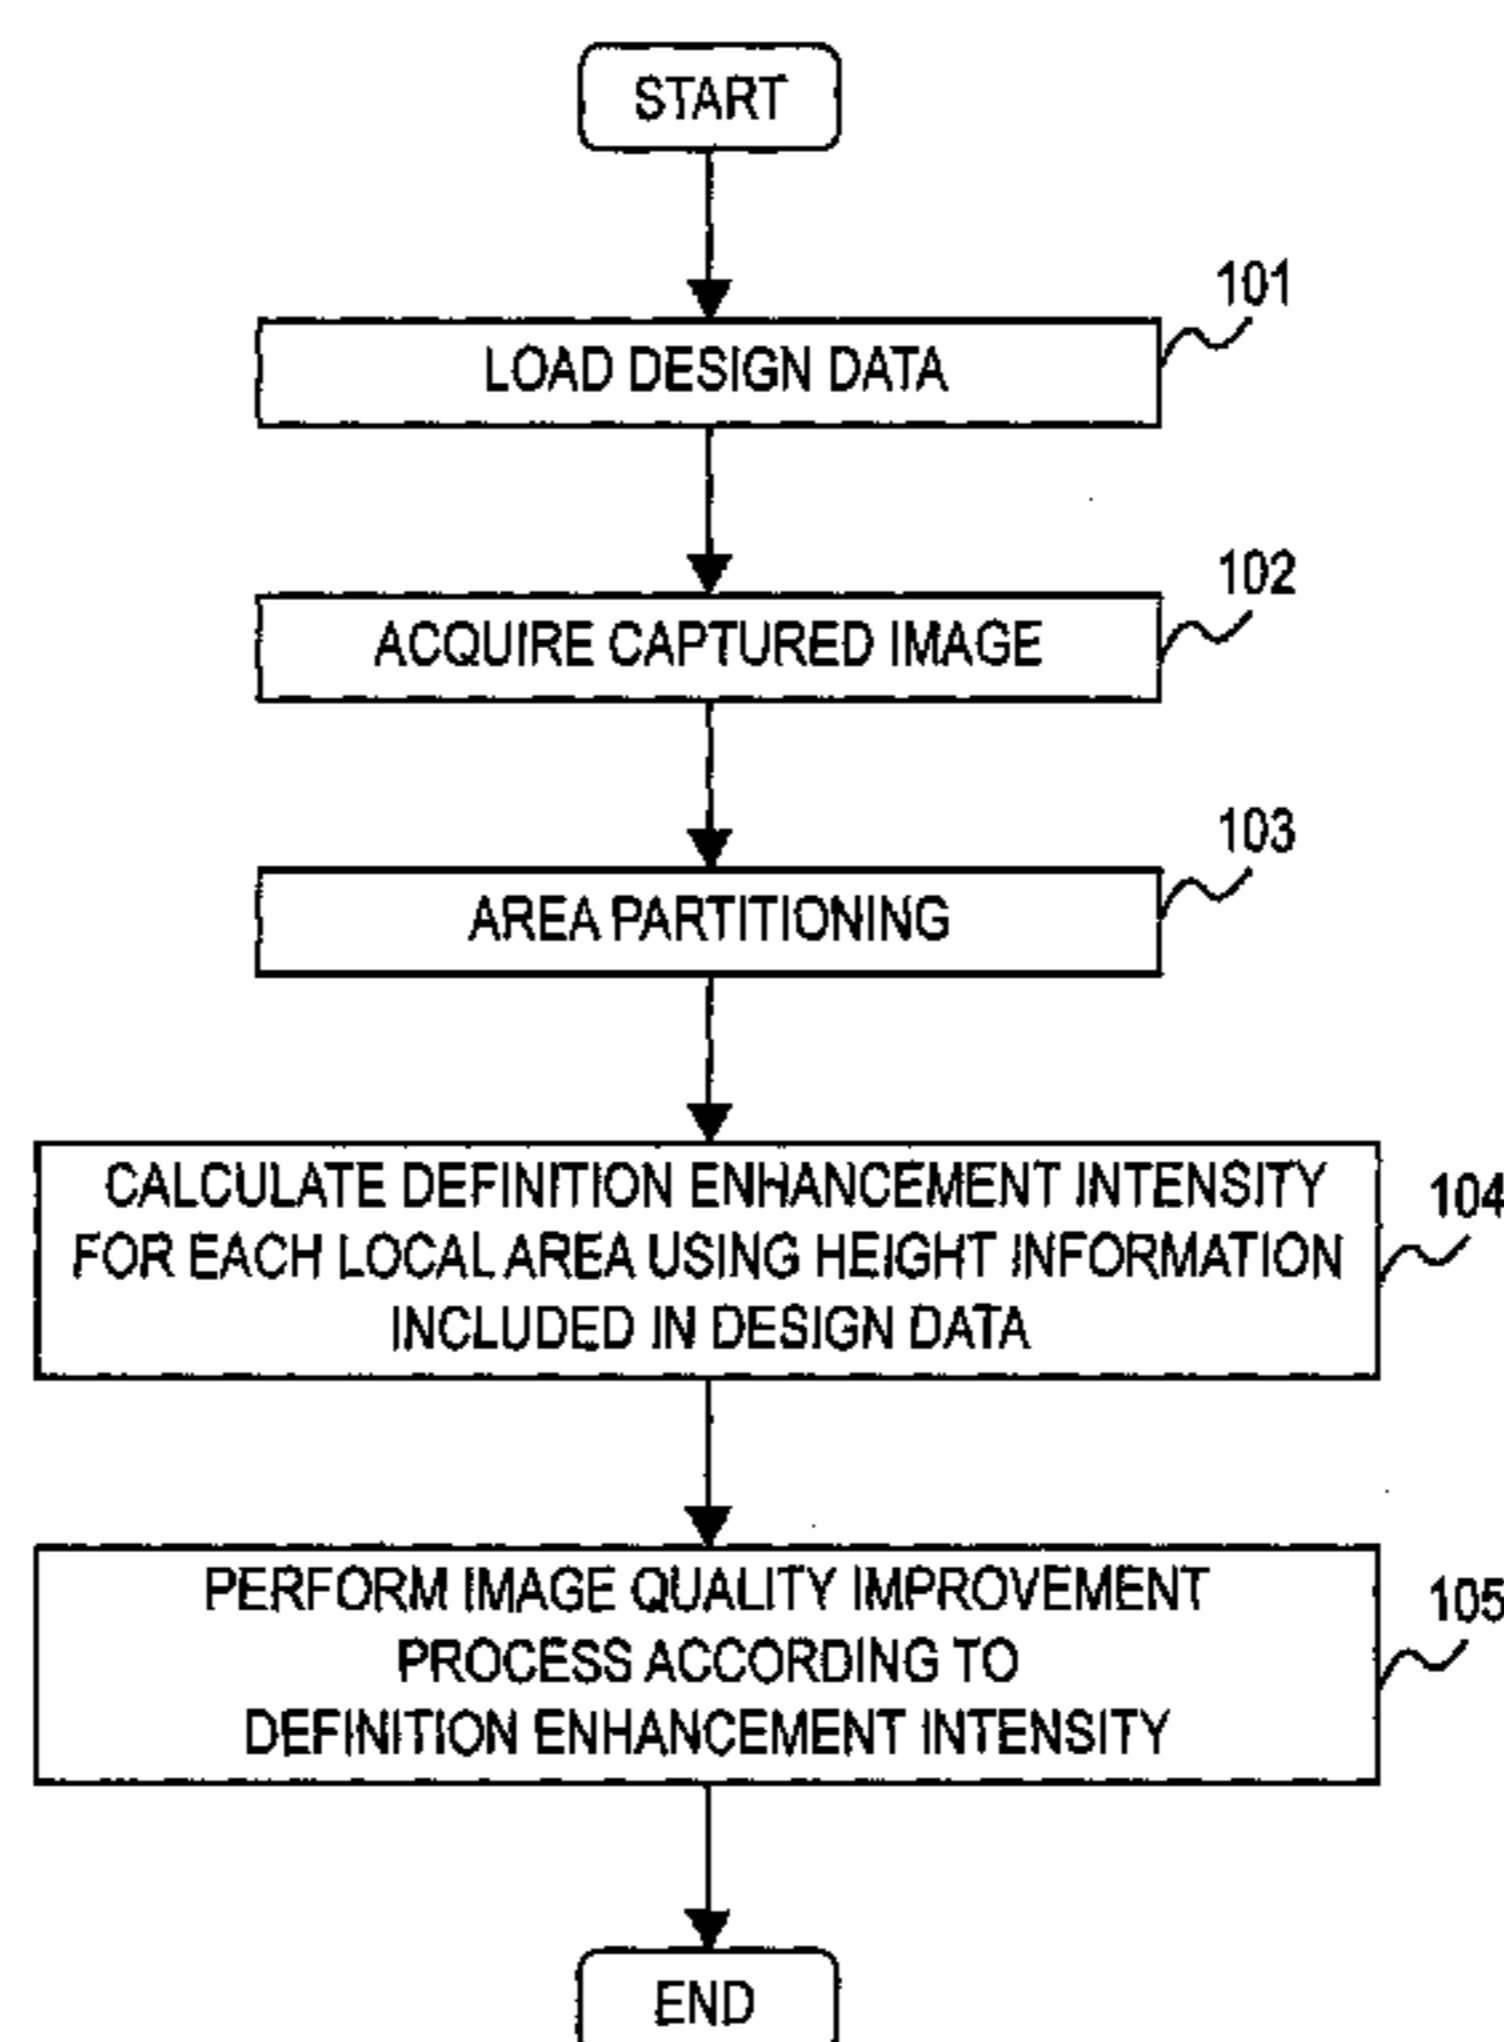 START
101
LOAD DESIGN DATA
102
ACQUIRE CAPTURED IMAGE
103
AREA PARTITIONING
CALCULATE DEFINITION ENHANCEMENT INTENSITY
104
FOR EACH LOCAL AREA USING HEIGHT INFORMATION
INCLUDED IN DESIGN DATA
PERFORM IMAGE QUALITY IMPROVEMENT
105
PROCESS ACCORDING TO
DEFINITION ENHANCEMENT INTENSITY
END